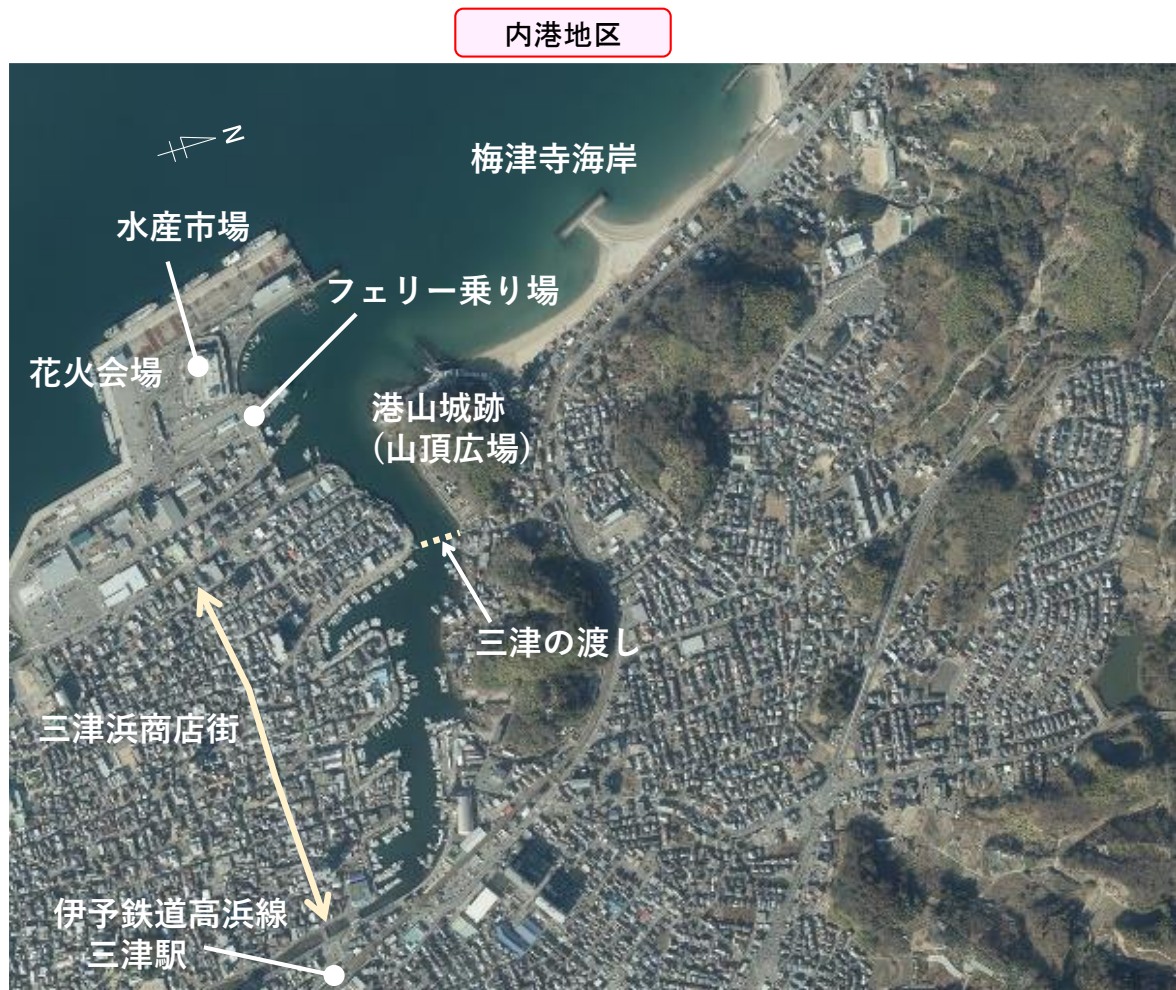 内港地区
N
梅津寺海岸
水産市場
フェリー乗り場
花火会場
港山城跡
(山頂広場)
三津の渡し
三津浜商店街
伊予鉄道高浜線
三津駅